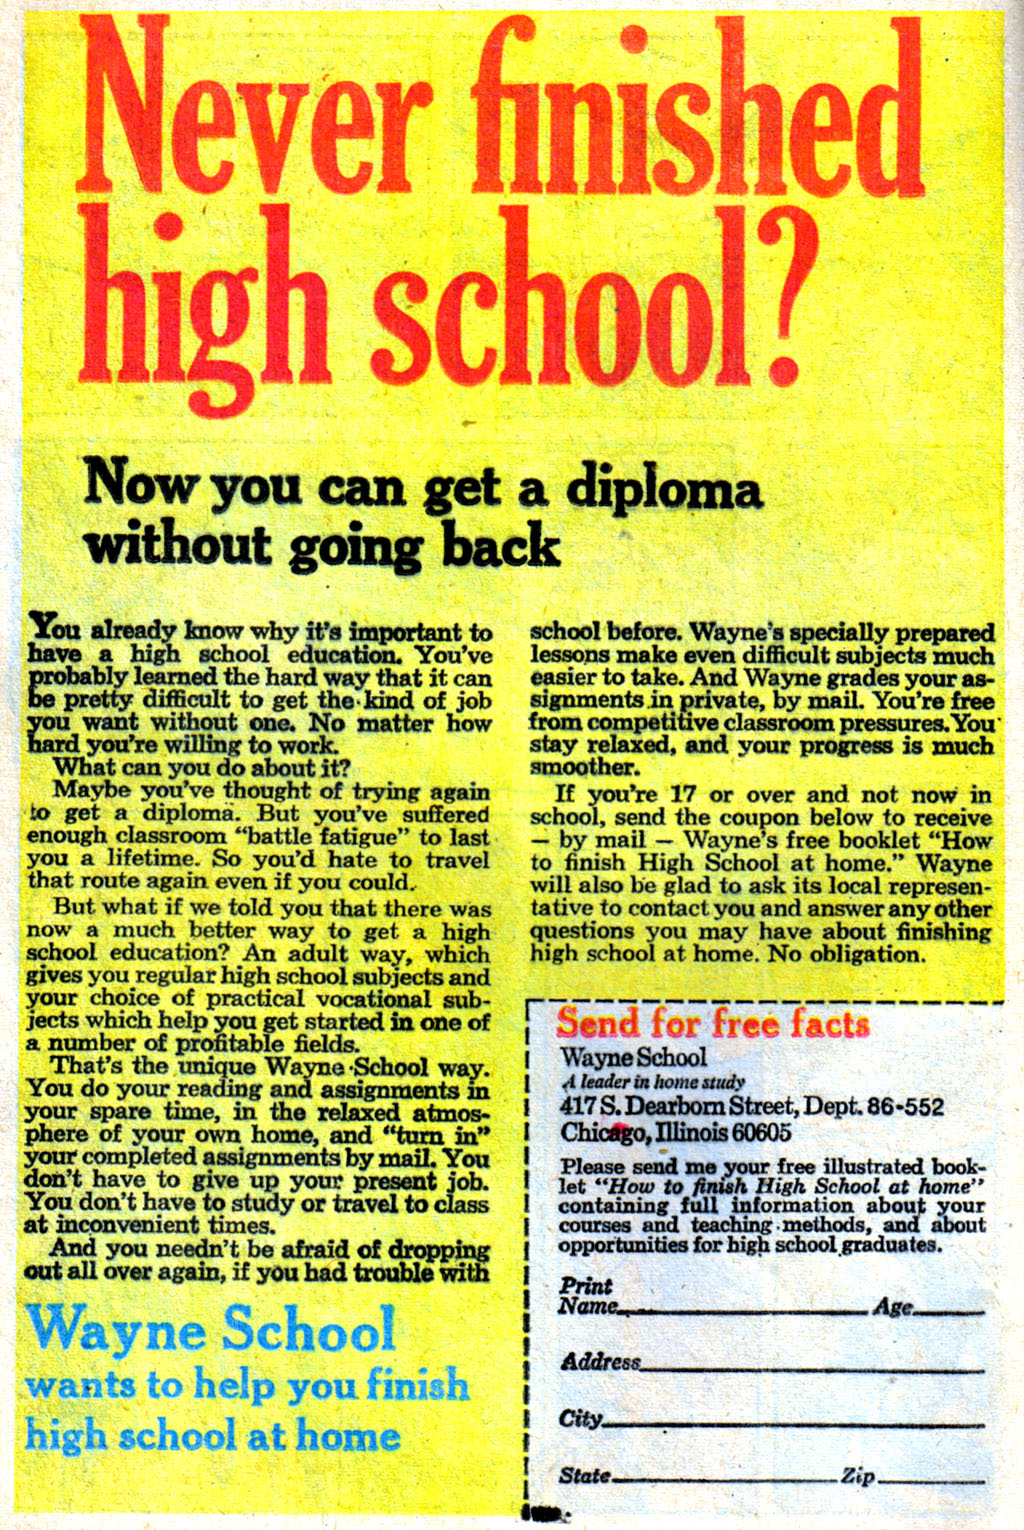 Never finished
high school?
Now you can get a diploma
without going back
You already know why it's important to
have a high school education. You've
probably learned the hard way that it can
be pretty difficult to get the kind of job
you want without one. No matter how
hard you're willing to work.
What can you do about it?
Maybe you've thought of trying again
to get a diploma. But you've suffered
enough classroom "battle fatigue" to last
you a lifetime. So you'd hate to travel
that route again even if you could.
But what if we told you that there was
now a much better way to get a high
school education? An adult way, which
gives you regular high school subjects and
your choice of practical vocational sub-
jects which help you get started in one of
a number of profitable fields.
That's the unique Wayne School way.
You do your reading and assignments in
your spare time, in the relaxed atmos-
phere of your own home, and "turn in"
your completed assignments by mail. You
don't have to give up your present job.
You don't have to study or travel to class
at inconvenient times.
And you needn't be afraid of dropping
out all over again, if you had trouble with
school before. Wayne's specially prepared
lessons make even difficult subjects much
easier to take. And Wayne grades your as-
signments in private, by mail. You're free
from competitive classroom pressures. You
stay relaxed, and your progress is much
smoother.
If you're 17 or over and not now in
school, send the coupon below to receive
— by mail — Wayne's free booklet "How
to finish High School at home." Wayne
will also be glad to ask its local represen-
tative to contact you and answer any other
questions you may have about finishing
high school at home. No obligation.
Wayne School
wants to help you finish
high school at home
Send for free facts
Wayne School
A leader in home study
417 S. Dearborn Street, Dept. 86-552
Chicago, Illinois 60605
Please send me your free illustrated book-
let "How to finish High School at home"
containing full information about your
courses and teaching methods, and about
opportunities for high school graduates.
Print
Name Age
Address
City
State Zip